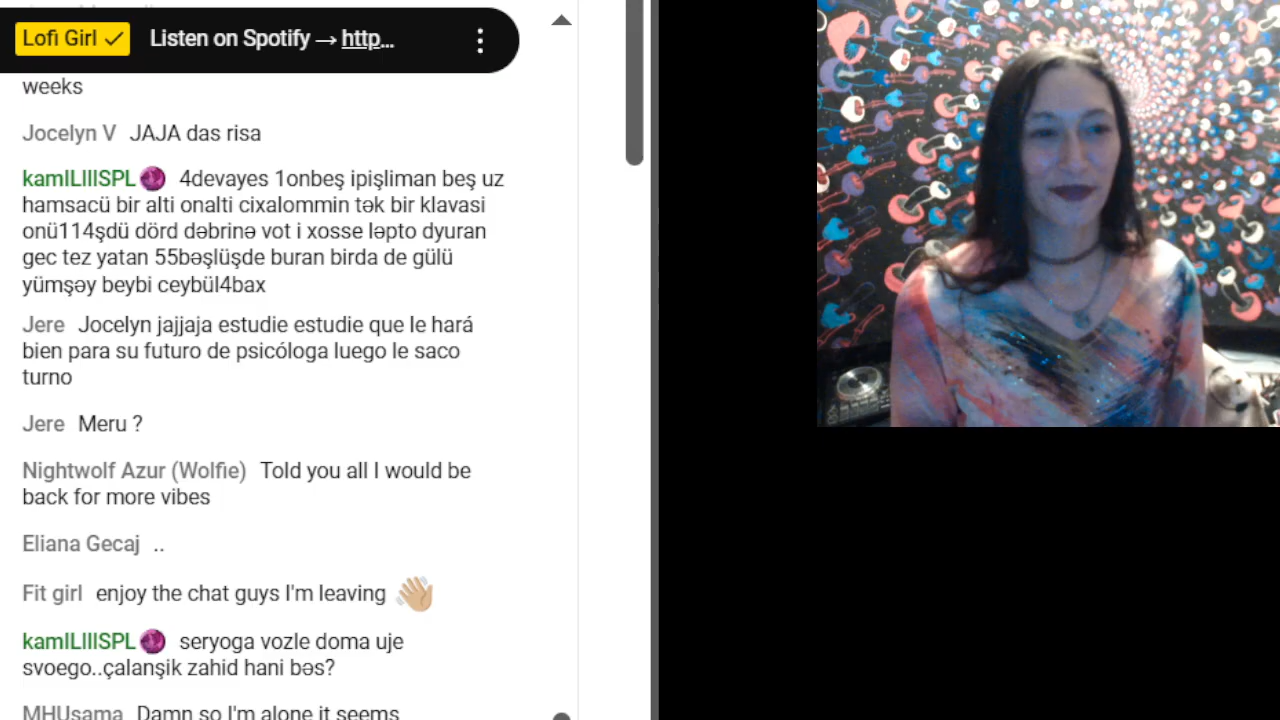 Lofi Girl ✓ Listen on Spotify → http...
weeks
Jocelyn V JAJA das risa
kamILIIISPL 4devayes 1onbeş ipişliman beş uz
hamsacü bir alti onalti cixalommin tək bir klavasi
onü114şdü dörd dəbrinə vot i xosse ləpto dyuran
gec tez yatan 55bəşlüşde buran birda de gülü
yümşəy beybi ceybül4bax
Jere Jocelyn jajjaja estudie estudie que le hará
bien para su futuro de psicóloga luego le saco
turno
Jere Meru ?
Nightwolf Azur (Wolfie) Told you all I would be
back for more vibes
Eliana Gecaj ..
Fit girl enjoy the chat guys I'm leaving 👋🏼
kamILIIISPL seryoga vozle doma uje
svoego..çalanşik zahid hani bəs?
MHUsama Damn so I'm alone it seems